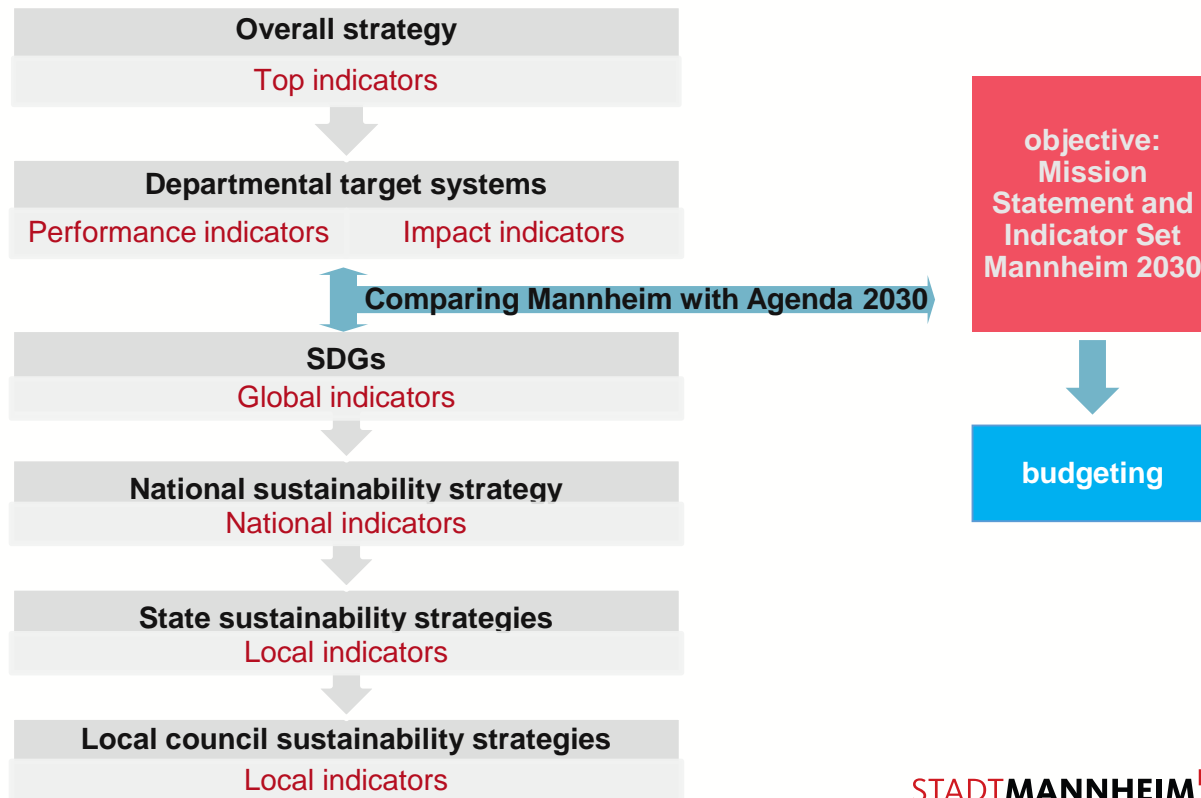 Overall strategy
Top indicators
Departmental target systems
Performance indicators
Impact indicators
Comparing Mannheim with Agenda 2030
SDGs
Global indicators
National sustainability strategy
National indicators
State sustainability strategies
Local indicators
Local council sustainability strategies
Local indicators
objective:
Mission
Statement and
Indicator Set
Mannheim 2030
budgeting
STADTMANNHEIM